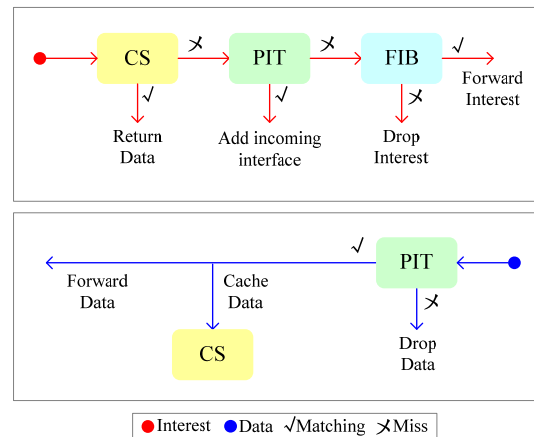 CS
PIT
FIB
Return
Data
Add incoming
interface
Drop
Interest
Forward
Interest
PIT
Forward
Data
Cache
Data
CS
Drop
Data
Interest Data √Matching ✗Miss